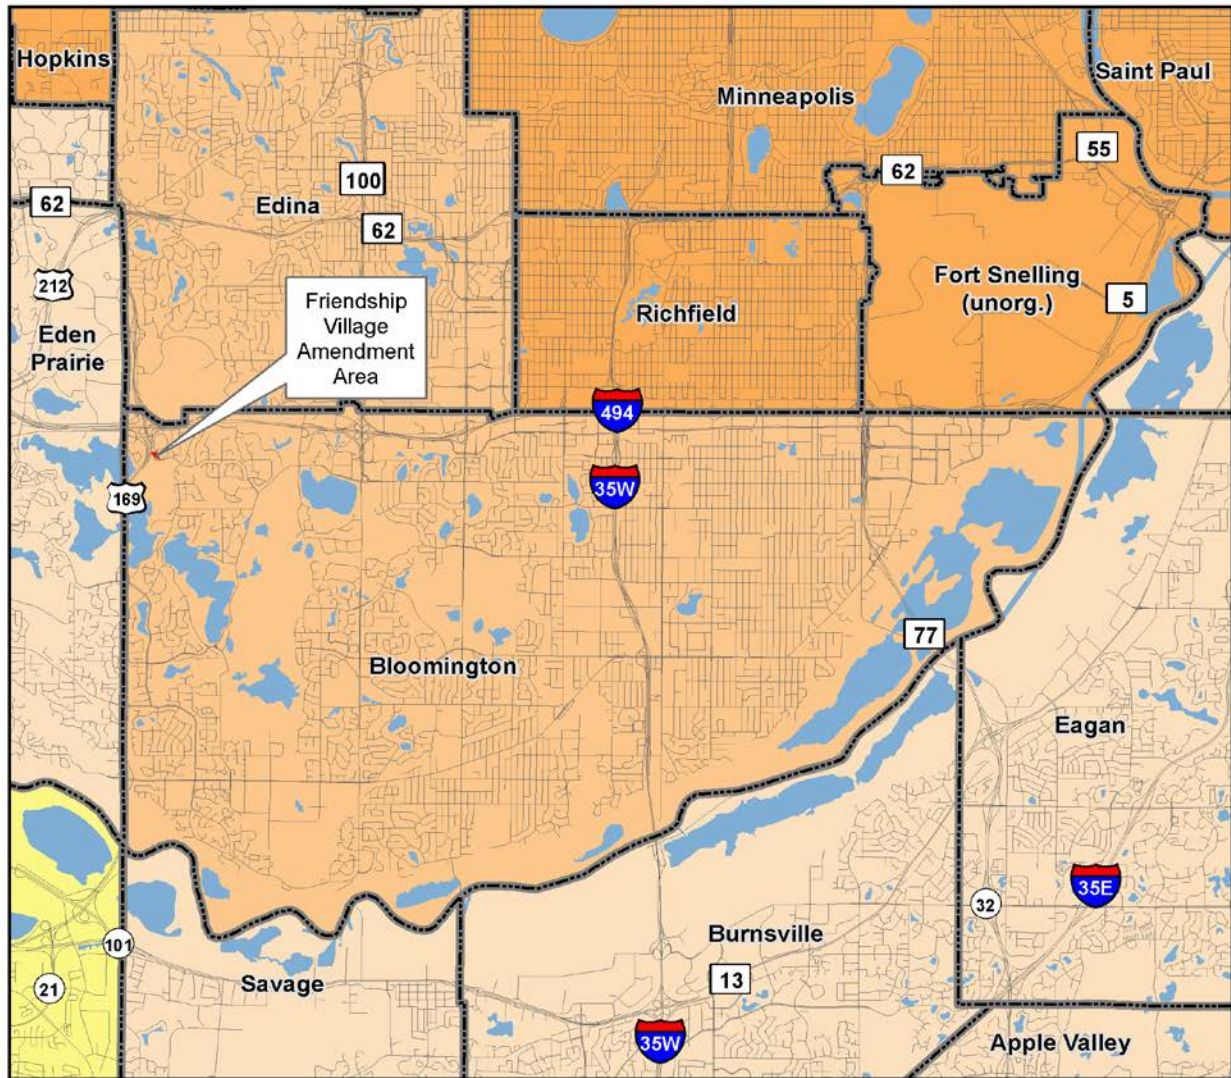 Hopkins
Saint Paul
Minneapolis
55
62
100
62
Edina
62
212
Fort Snelling
(unorg.)
5
Friendship
Village
Amendment
Area
Richfield
Eden
Prairie
494
35W
169
77
Bloomington
Eagan
35E
32
Burnsville
101
13
Savage
21
35W
Apple Valley